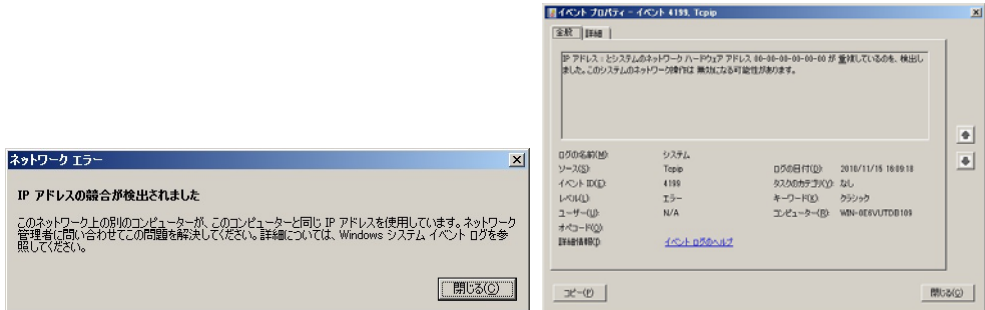 ネットワーク エラー
IP アドレスの競合が検出されました
このネットワーク上の別のコンピューターが、このコンピューターと同じ IP アドレスを使用しています。ネットワーク
管理者に問い合わせてこの問題を解決してください。詳細については、Windows システム イベント ログを参
照してください。
閉じる(C)
イベント プロパティ - イベント 4199, Tcpip
全般 詳細
IP アドレス :: とシステムのネットワーク ハードウェア アドレス 00-00-00-00-00-00 が 重複しているのを、検出し
ました。このシステムのネットワーク操作は 無効になる可能性があります。
ログの名前(M): システム
ソース(S): Tcpip ログの日付(D): 2010/11/15 16:09:18
イベント ID(E): 4199 タスクのカテゴリ(Y): なし
レベル(L): エラー キーワード(K): クラシック
ユーザー(U): N/A コンピューター(R): WIN-0E6VUTDB109
オペコード(O):
詳細情報(I): イベント ログのヘルプ
コピー(P) 閉じる(C)